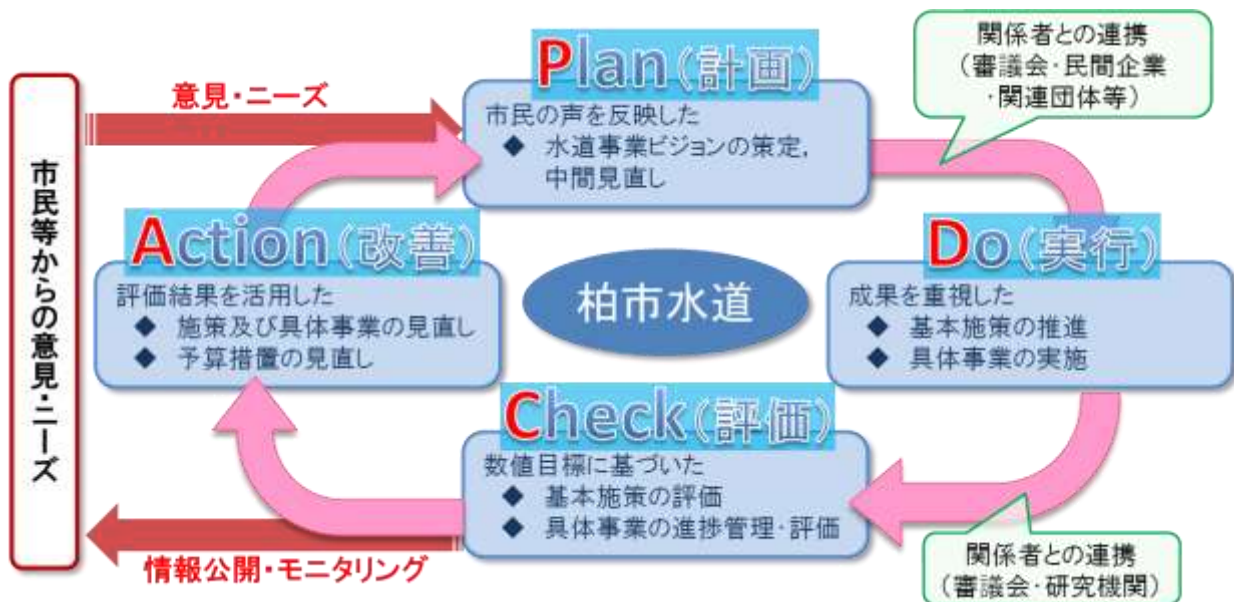 市民等からの意見・ニーズ
意見・ニーズ
Plan(計画)
市民の声を反映した
◆ 水道事業ビジョンの策定,
中間見直し
関係者との連携
(審議会・民間企業
・関連団体等)
Action(改善)
評価結果を活用した
◆ 施策及び具体事業の見直し
◆ 予算措置の見直し
柏市水道
Do(実行)
成果を重視した
◆ 基本施策の推進
◆ 具体事業の実施
Check(評価)
数値目標に基づいた
◆ 基本施策の評価
◆ 具体事業の進捗管理・評価
情報公開・モニタリング
関係者との連携
(審議会・研究機関)